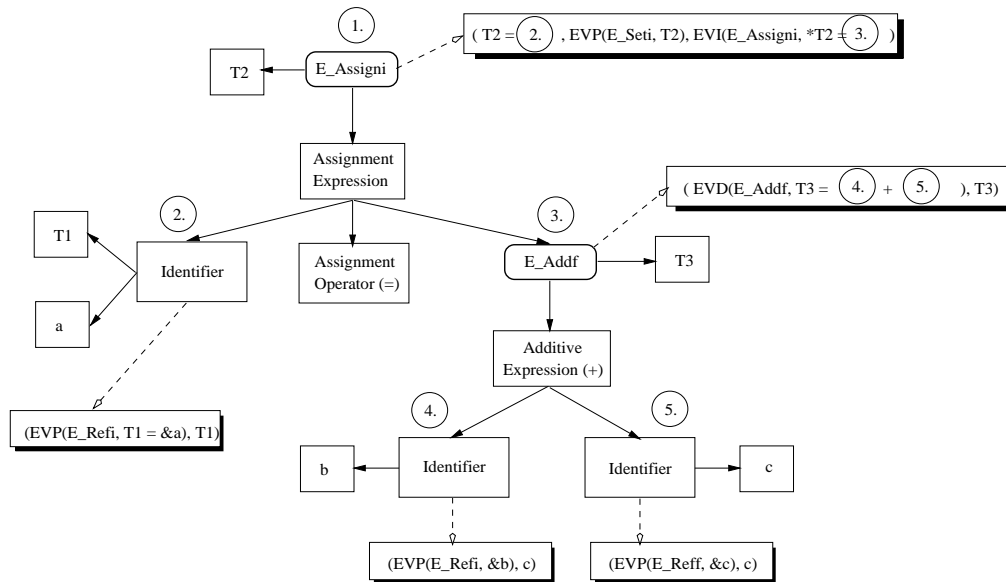 1.
( T2 = 2. , EVP(E_Seti, T2), EVI(E_Assigni, *T2 = 3. )
T2
E_Assigni
Assignment
Expression
( EVD(E_Addf, T3 = 4. + 5. ), T3)
2.
3.
T1
Identifier
Assignment
Operator (=)
E_Addf
T3
a
Additive
Expression (+)
4.
5.
(EVP(E_Refi, T1 = &a), T1)
b
Identifier
Identifier
c
(EVP(E_Refi, &b), c)
(EVP(E_Reff, &c), c)